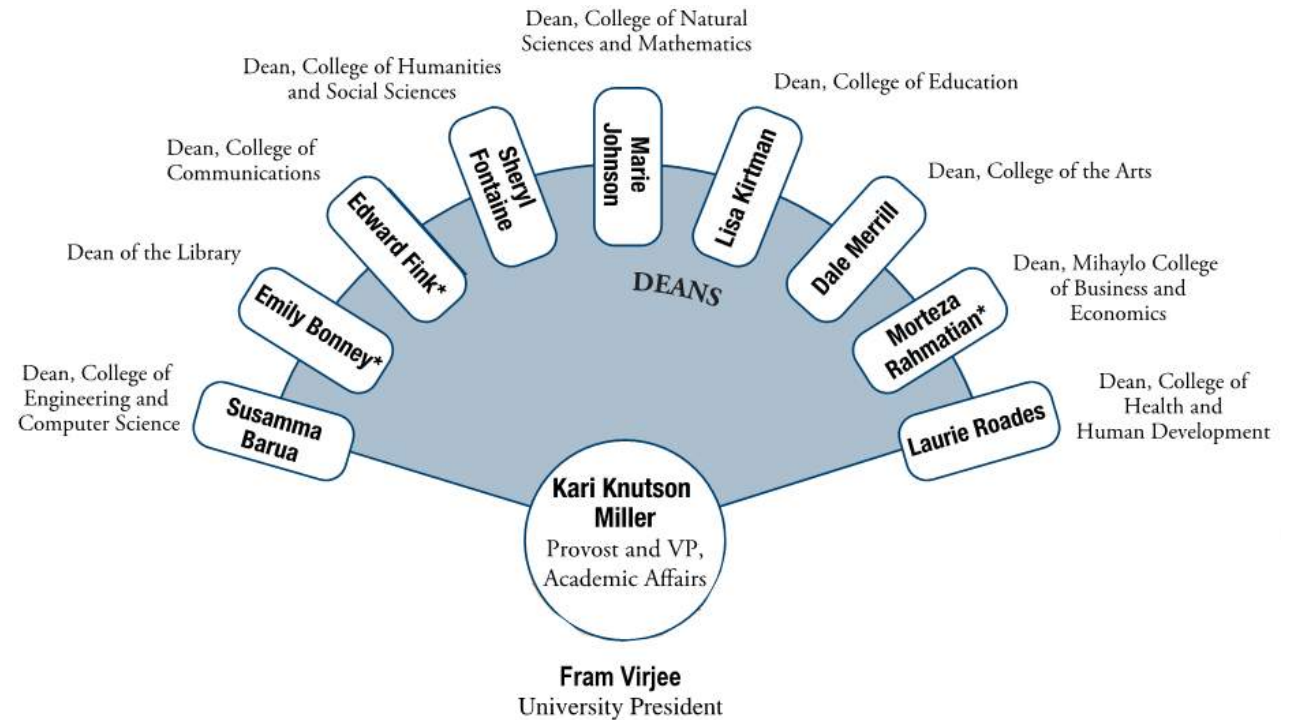 Dean, College of Natural
Sciences and Mathematics
Dean, College of Humanities
and Social Sciences
Dean, College of Education
Dean, College of
Communications
Dean, College of the Arts
Dean of the Library
Dean, Mihaylo College
of Business and
Economics
Dean, College of
Engineering and
Computer Science
Dean, College of
Health and
Human Development
Susamma
Barua
Emily Bonney*
Edward Fink*
Sheryl
Fontaine
Marie
Johnson
Lisa Kirtman
Dale Merrill
Morteza
Rahmatian*
Laurie Roades
DEANS
Kari Knutson
Miller
Provost and VP,
Academic Affairs
Fram Virjee
University President